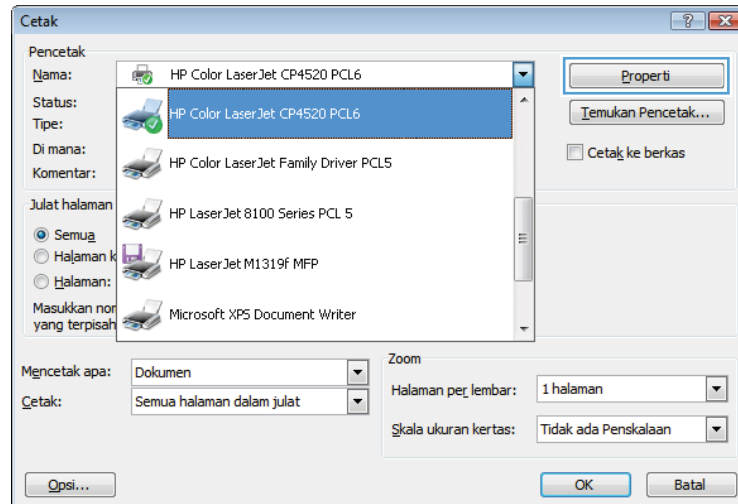 Cetak
Pencetak
Nama: HP Color LaserJet CP4520 PCL6
Properti
Status:
HP Color LaserJet CP4520 PCL6
Temukan Pencetak...
Tipe:
Di mana:
HP Color LaserJet Family Driver PCL5
Cetak ke berkas
Komentar:
Julat halaman
HP LaserJet 8100 Series PCL 5
Semua
Halaman k
HP LaserJet M1319f MFP
Halaman:
Masukkan nor
yang terpisah
Microsoft XPS Document Writer
Mencetak apa: Dokumen
Cetak: Semua halaman dalam julat
Zoom
Halaman per lembar: 1 halaman
Skala ukuran kertas: Tidak ada Penskalaan
Opsi...
OK
Batal